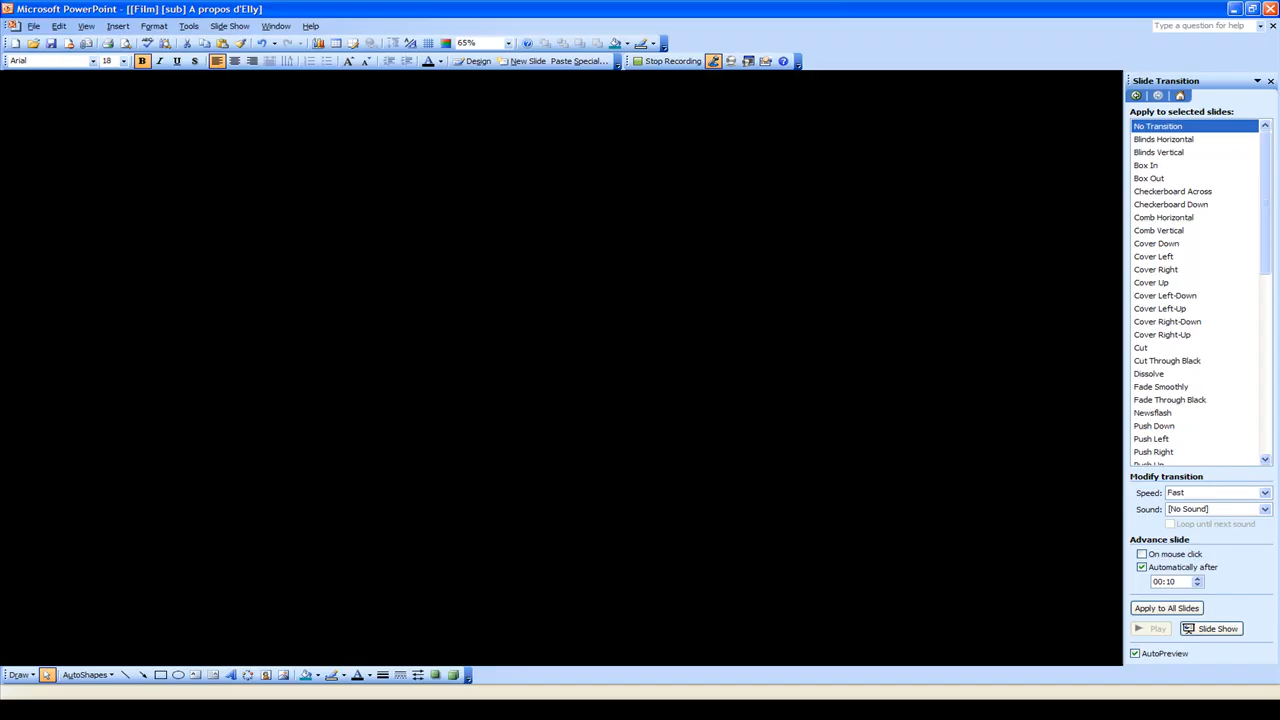 Microsoft PowerPoint - [[Film] [sub] A propos d'Elly]
File Edit View Insert Format Tools Slide Show Window Help
Type a question for help
65%
Arial 18 B I U S A Design New Slide Paste Special... Stop Recording
Slide Transition
Apply to selected slides:
No Transition
Blinds Horizontal
Blinds Vertical
Box In
Box Out
Checkerboard Across
Checkerboard Down
Comb Horizontal
Comb Vertical
Cover Down
Cover Left
Cover Right
Cover Up
Cover Left-Down
Cover Left-Up
Cover Right-Down
Cover Right-Up
Cut
Cut Through Black
Dissolve
Fade Smoothly
Fade Through Black
Newsflash
Push Down
Push Left
Push Right
Push Up
Modify transition
Speed: Fast
Sound: [No Sound]
Loop until next sound
Advance slide
On mouse click
Automatically after
00:10
Apply to All Slides
Play Slide Show
AutoPreview
Draw AutoShapes